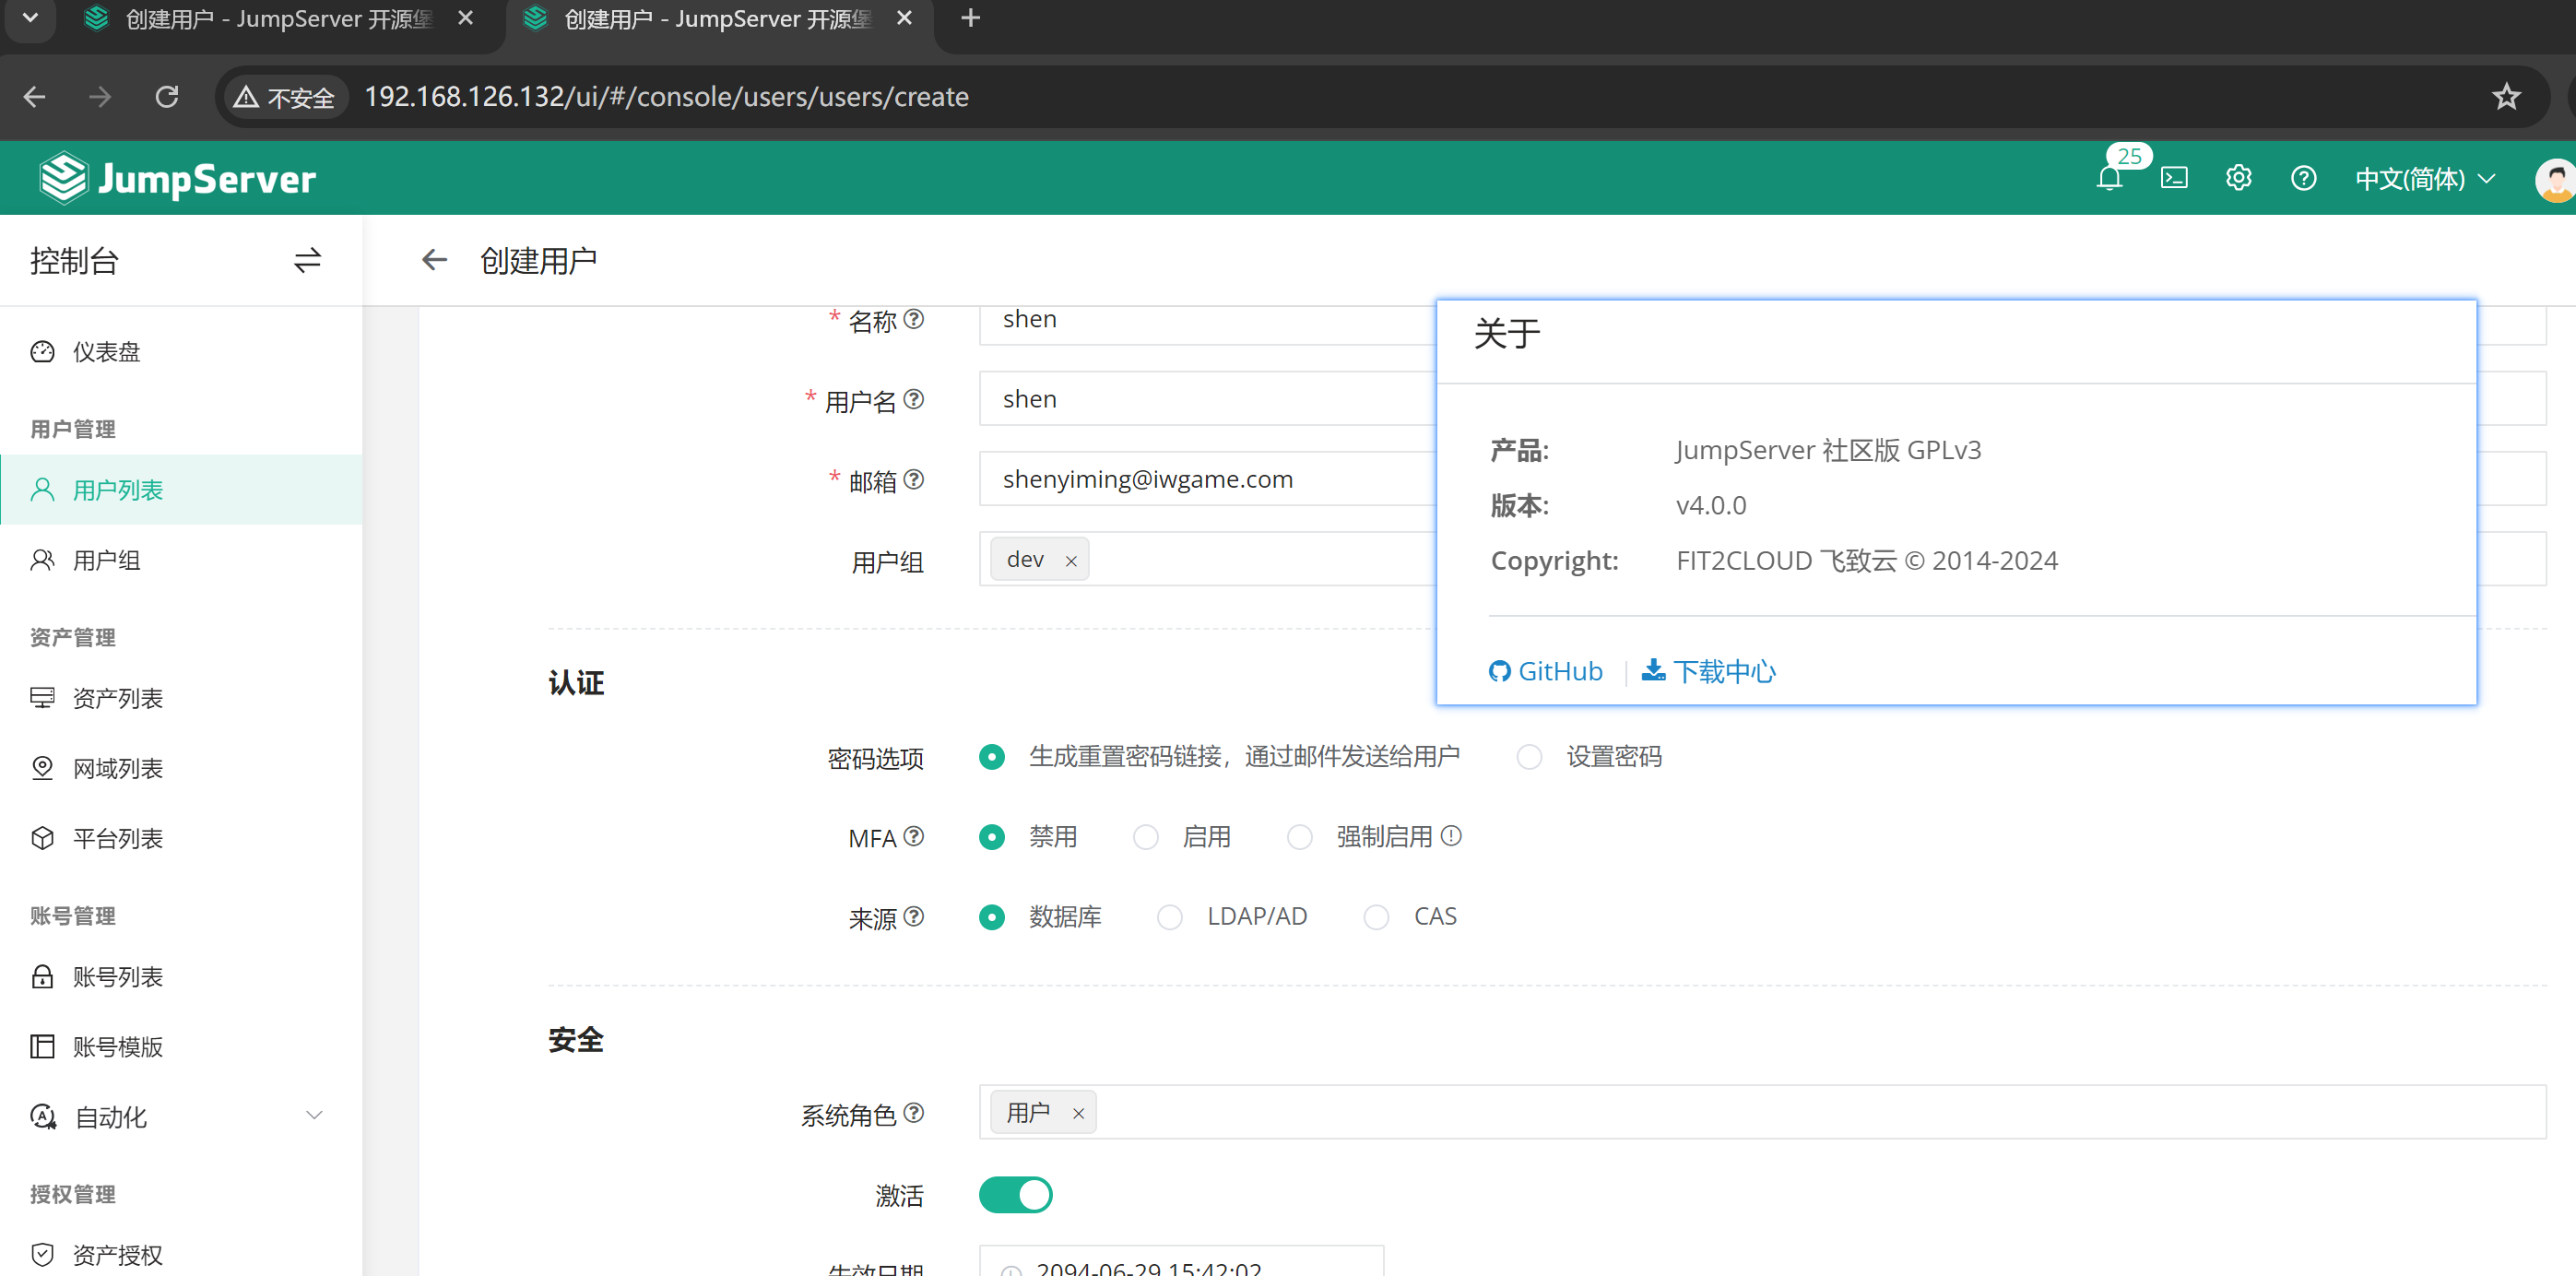 创建用户 - JumpServer 开源堡
创建用户 - JumpServer 开源堡
不安全
192.168.126.132/ui/#/console/users/users/create
JumpServer
25
中文(简体)
控制台
创建用户
仪表盘
用户管理
用户列表
用户组
资产管理
资产列表
网域列表
平台列表
账号管理
账号列表
账号模版
自动化
授权管理
资产授权
* 名称
shen
* 用户名
shen
* 邮箱
shenyiming@iwgame.com
用户组
dev
关于
产品: JumpServer 社区版 GPLv3
版本: v4.0.0
Copyright: FIT2CLOUD 飞致云 © 2014-2024
GitHub | 下载中心
认证
密码选项
生成重置密码链接，通过邮件发送给用户
设置密码
MFA
禁用
启用
强制启用
来源
数据库
LDAP/AD
CAS
安全
系统角色
用户
激活
失效日期
2094-06-29 15:42:02